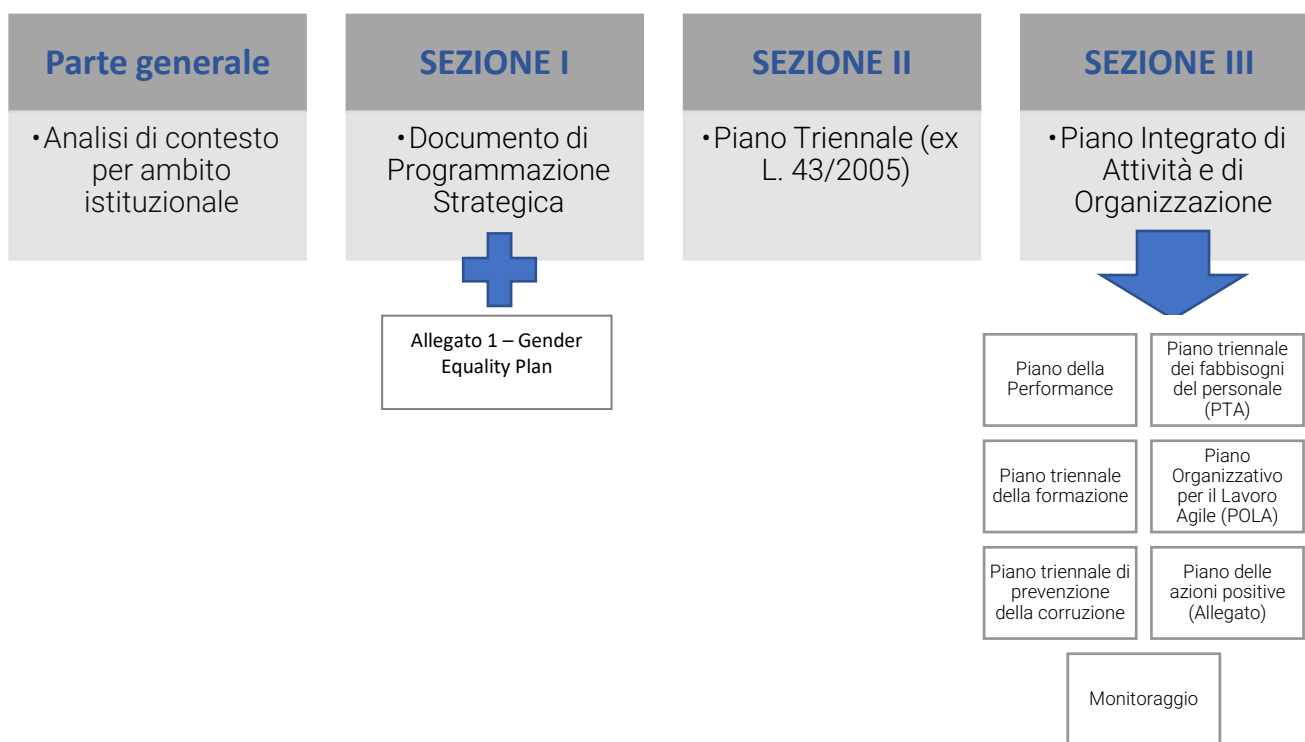 Parte generale
•Analisi di contesto
per ambito
istituzionale
SEZIONE I
•Documento di
Programmazione
Strategica
Allegato 1 – Gender
Equality Plan
SEZIONE II
•Piano Triennale (ex
L. 43/2005)
SEZIONE III
•Piano Integrato di
Attività e di
Organizzazione
Piano della
Performance
Piano triennale
dei fabbisogni
del personale
(PTA)
Piano triennale
della formazione
Piano
Organizzativo
per il Lavoro
Agile (POLA)
Piano triennale di
prevenzione
della corruzione
Piano delle
azioni positive
(Allegato)
Monitoraggio